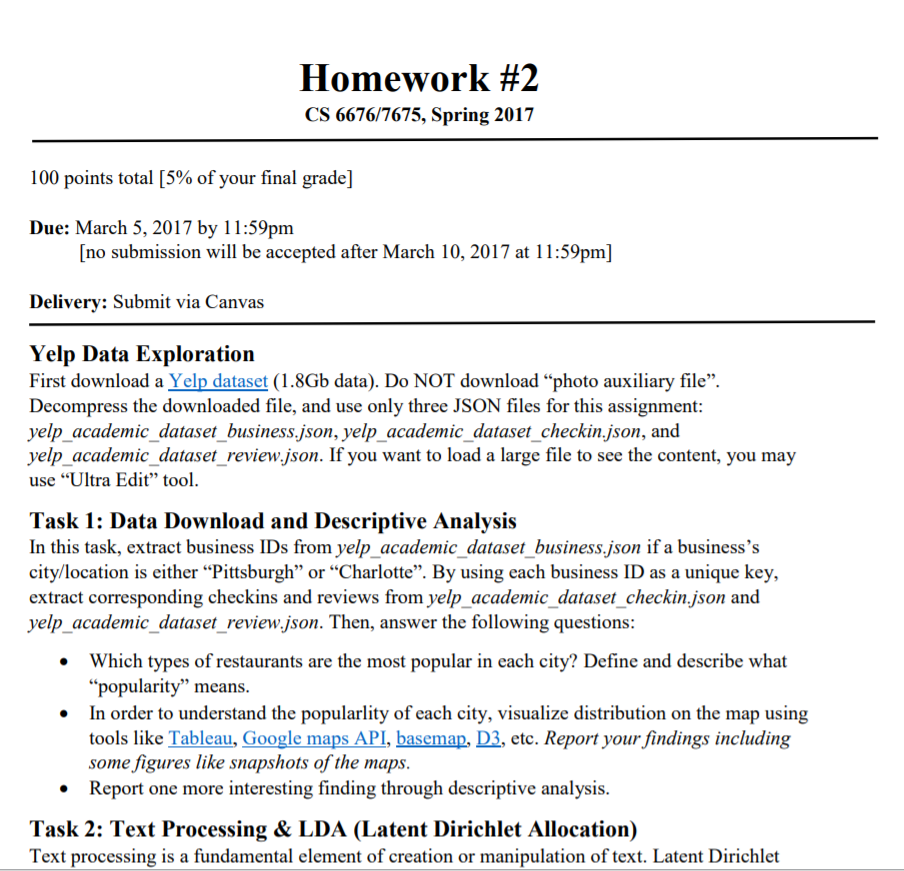 Homework #2
CS 6676/7675, Spring 2017
100 points total [5% of your final grade]
Due: March 5, 2017 by 11:59pm
[no submission will be accepted after March 10, 2017 at 11:59pm]
Delivery: Submit via Canvas
Yelp Data Exploration
First download a Yelp dataset (1.8Gb data). Do NOT download “photo auxiliary file”.
Decompress the downloaded file, and use only three JSON files for this assignment:
yelp_academic_dataset_business.json, yelp_academic_dataset_checkin.json, and
yelp_academic_dataset_review.json. If you want to load a large file to see the content, you may
use “Ultra Edit” tool.
Task 1: Data Download and Descriptive Analysis
In this task, extract business IDs from yelp_academic_dataset_business.json if a business’s
city/location is either “Pittsburgh” or “Charlotte”. By using each business ID as a unique key,
extract corresponding checkins and reviews from yelp_academic_dataset_checkin.json and
yelp_academic_dataset_review.json. Then, answer the following questions:
• Which types of restaurants are the most popular in each city? Define and describe what
“popularity” means.
• In order to understand the popularlity of each city, visualize distribution on the map using
tools like Tableau, Google maps API, basemap, D3, etc. Report your findings including
some figures like snapshots of the maps.
• Report one more interesting finding through descriptive analysis.
Task 2: Text Processing & LDA (Latent Dirichlet Allocation)
Text processing is a fundamental element of creation or manipulation of text. Latent Dirichlet